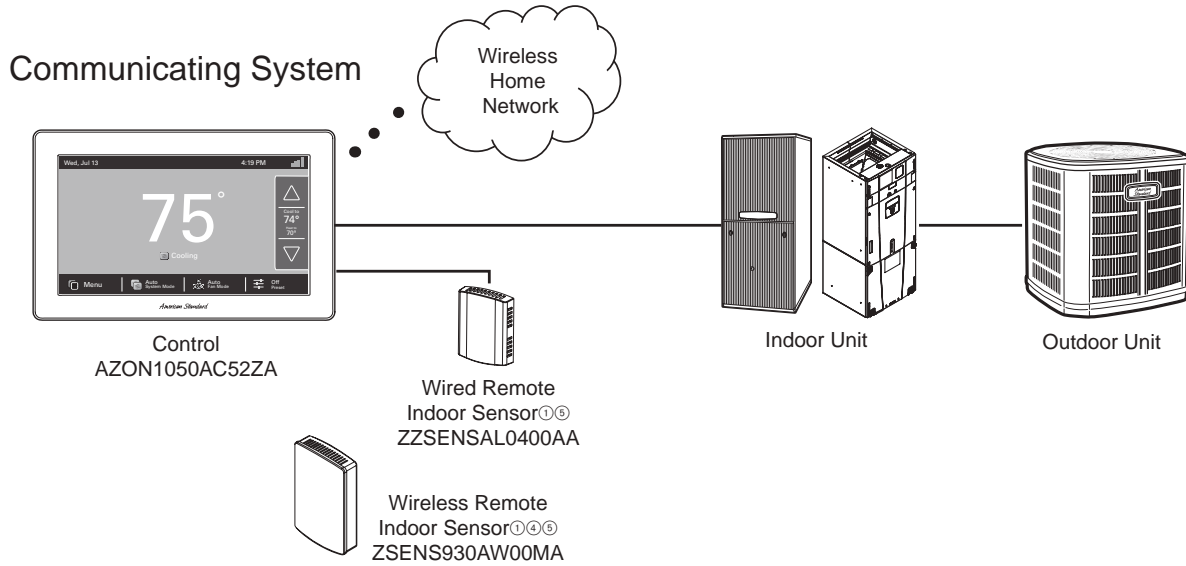 Communicating System
Wireless
Home
Network
Wed, Jul 13
4:19 PM
75°
Cooling
Cool to
74°
70°
Menu
Auto
System Mode
Auto
Fan Mode
Off
Preset
American Standard
Control
AZON1050AC52ZA
Wired Remote
Indoor Sensor①⑤
ZZSENSAL0400AA
Wireless Remote
Indoor Sensor①④⑤
ZSENS930AW00MA
Indoor Unit
American
Standard
Outdoor Unit